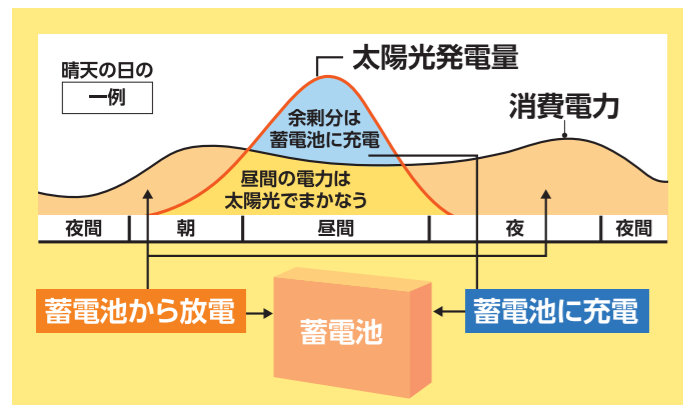 太陽光発電量
晴天の日の
一例
消費電力
余剰分は
蓄電池に充電
昼間の電力は
太陽光でまかなう
夜間 朝 昼間 夜 夜間
蓄電池から放電
蓄電池
蓄電池に充電